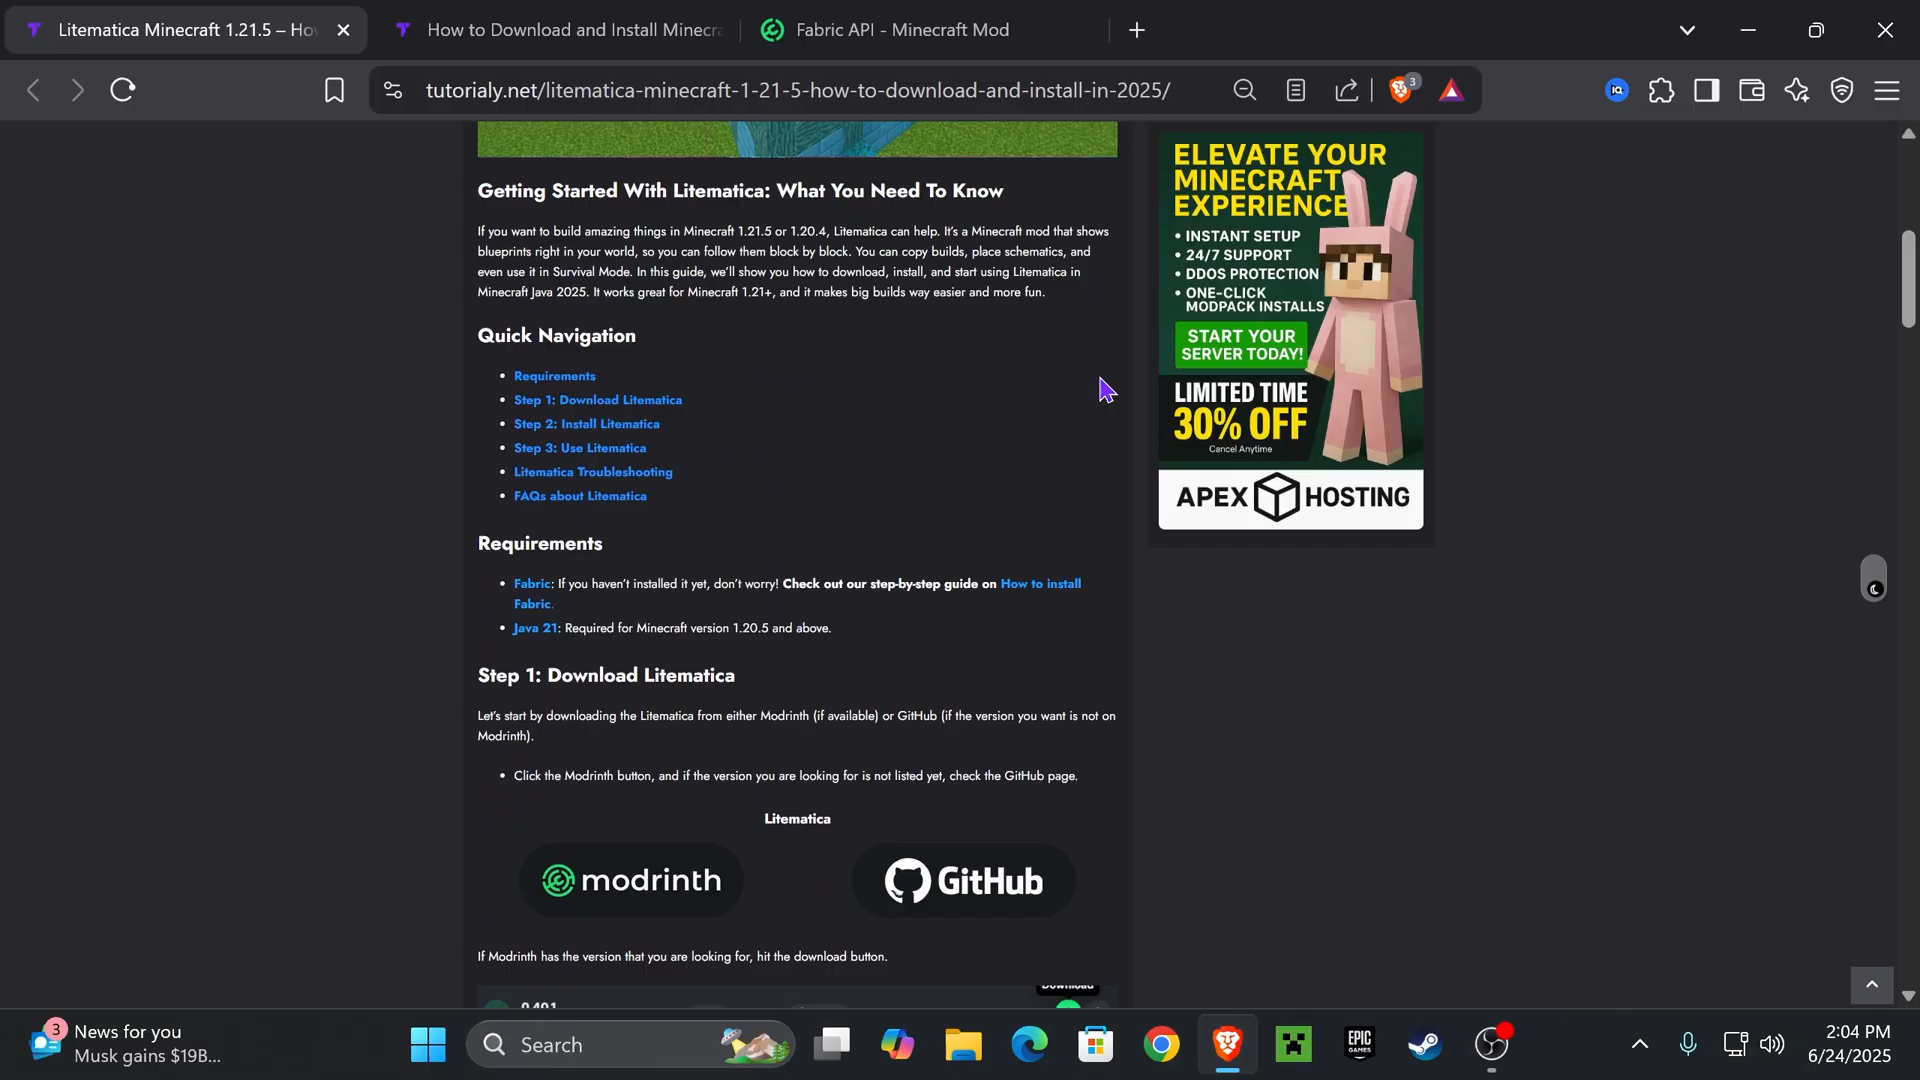 Litematica Minecraft 1.21.5 – Ho
How to Download and Install Minecra
Fabric API - Minecraft Mod
tutorialy.net/litematica-minecraft-1-21-5-how-to-download-and-install-in-2025/
3
IQ
Getting Started With Litematica: What You Need To Know
If you want to build amazing things in Minecraft 1.21.5 or 1.20.4, Litematica can help. It's a Minecraft mod that shows
blueprints right in your world, so you can follow them block by block. You can copy builds, place schematics, and
even use it in Survival Mode. In this guide, we'll show you how to download, install, and start using Litematica in
Minecraft Java 2025. It works great for Minecraft 1.21+, and it makes big builds way easier and more fun.
Quick Navigation
• Requirements
• Step 1: Download Litematica
• Step 2: Install Litematica
• Step 3: Use Litematica
• Litematica Troubleshooting
• FAQs about Litematica
Requirements
• Fabric: If you haven't installed it yet, don't worry! Check out our step-by-step guide on How to install
Fabric.
• Java 21: Required for Minecraft version 1.20.5 and above.
Step 1: Download Litematica
Let's start by downloading the Litematica from either Modrinth (if available) or GitHub (if the version you want is not on
Modrinth).
• Click the Modrinth button, and if the version you are looking for is not listed yet, check the GitHub page.
Litematica
modrinth
GitHub
If Modrinth has the version that you are looking for, hit the download button.
Download
ELEVATE YOUR
MINECRAFT
EXPERIENCE
• INSTANT SETUP
• 24/7 SUPPORT
• DDOS PROTECTION
• ONE-CLICK
MODPACK INSTALLS
START YOUR
SERVER TODAY!
LIMITED TIME
30% OFF
Cancel Anytime
APEX HOSTING
3
News for you
Musk gains $19B...
Search
EPIC
GAMES
2:04 PM
6/24/2025